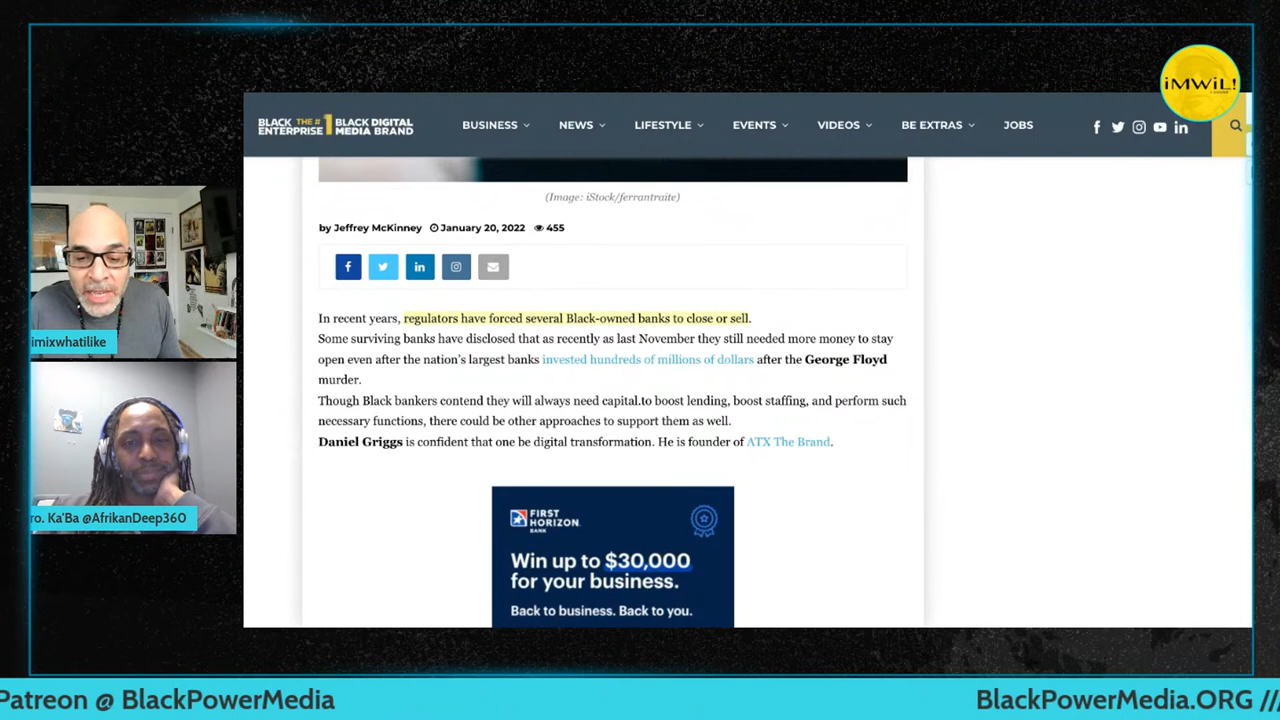 iMWiL!
BLACK ENTERPRISE THE #1 BLACK DIGITAL MEDIA BRAND
BUSINESS NEWS LIFESTYLE EVENTS VIDEOS BE EXTRAS JOBS
(Image: iStock/ferrantraite)
by Jeffrey McKinney January 20, 2022 455
In recent years, regulators have forced several Black-owned banks to close or sell.
Some surviving banks have disclosed that as recently as last November they still needed more money to stay
open even after the nation's largest banks invested hundreds of millions of dollars after the George Floyd
murder.
Though Black bankers contend they will always need capital.to boost lending, boost staffing, and perform such
necessary functions, there could be other approaches to support them as well.
Daniel Griggs is confident that one be digital transformation. He is founder of ATX The Brand.
FIRST
HORIZON
BANK
Win up to $30,000
for your business.
Back to business. Back to you.
imixwhatilike
ro. Ka'Ba @AfrikanDeep360
Patreon @ BlackPowerMedia
BlackPowerMedia.ORG //